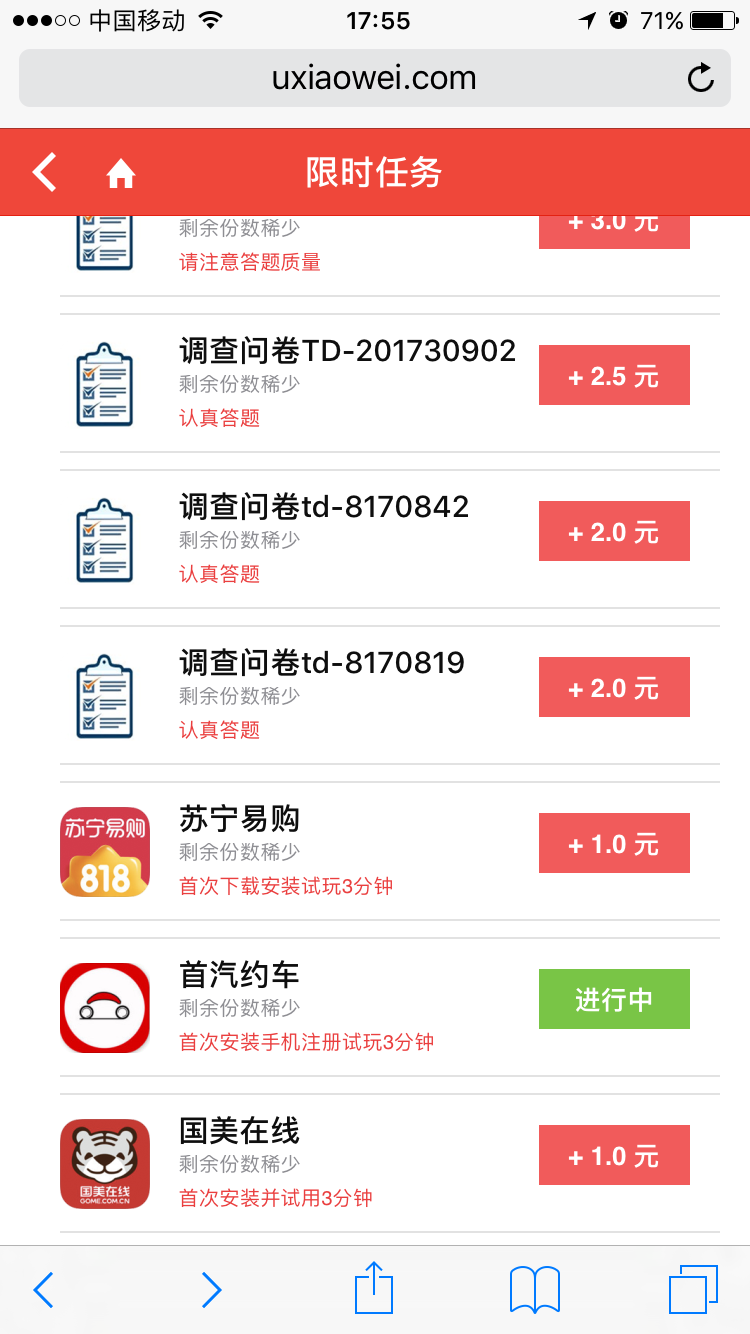 中国移动 17:55 71%
uxiaowei.com
限时任务
剩余份数稀少
+ 3.0 元
请注意答题质量
调查问卷TD-201730902
剩余份数稀少
+ 2.5 元
认真答题
调查问卷td-8170842
剩余份数稀少
+ 2.0 元
认真答题
调查问卷td-8170819
剩余份数稀少
+ 2.0 元
认真答题
苏宁易购
818
苏宁易购
剩余份数稀少
+ 1.0 元
首次下载安装试玩3分钟
首汽约车
剩余份数稀少
进行中
首次安装手机注册试玩3分钟
国美在线
GOME.COM.CN
国美在线
剩余份数稀少
+ 1.0 元
首次安装并试用3分钟